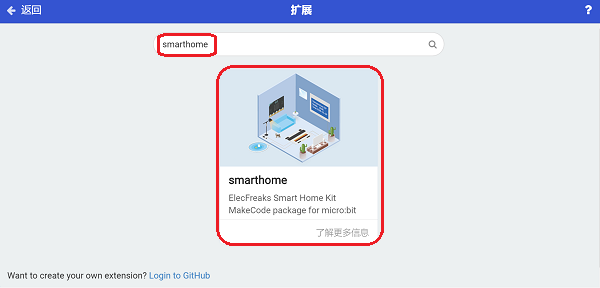 返回
扩展
?
smarthome
smarthome
ElecFreaks Smart Home Kit
MakeCode package for micro:bit
了解更多信息
Want to create your own extension? Login to GitHub